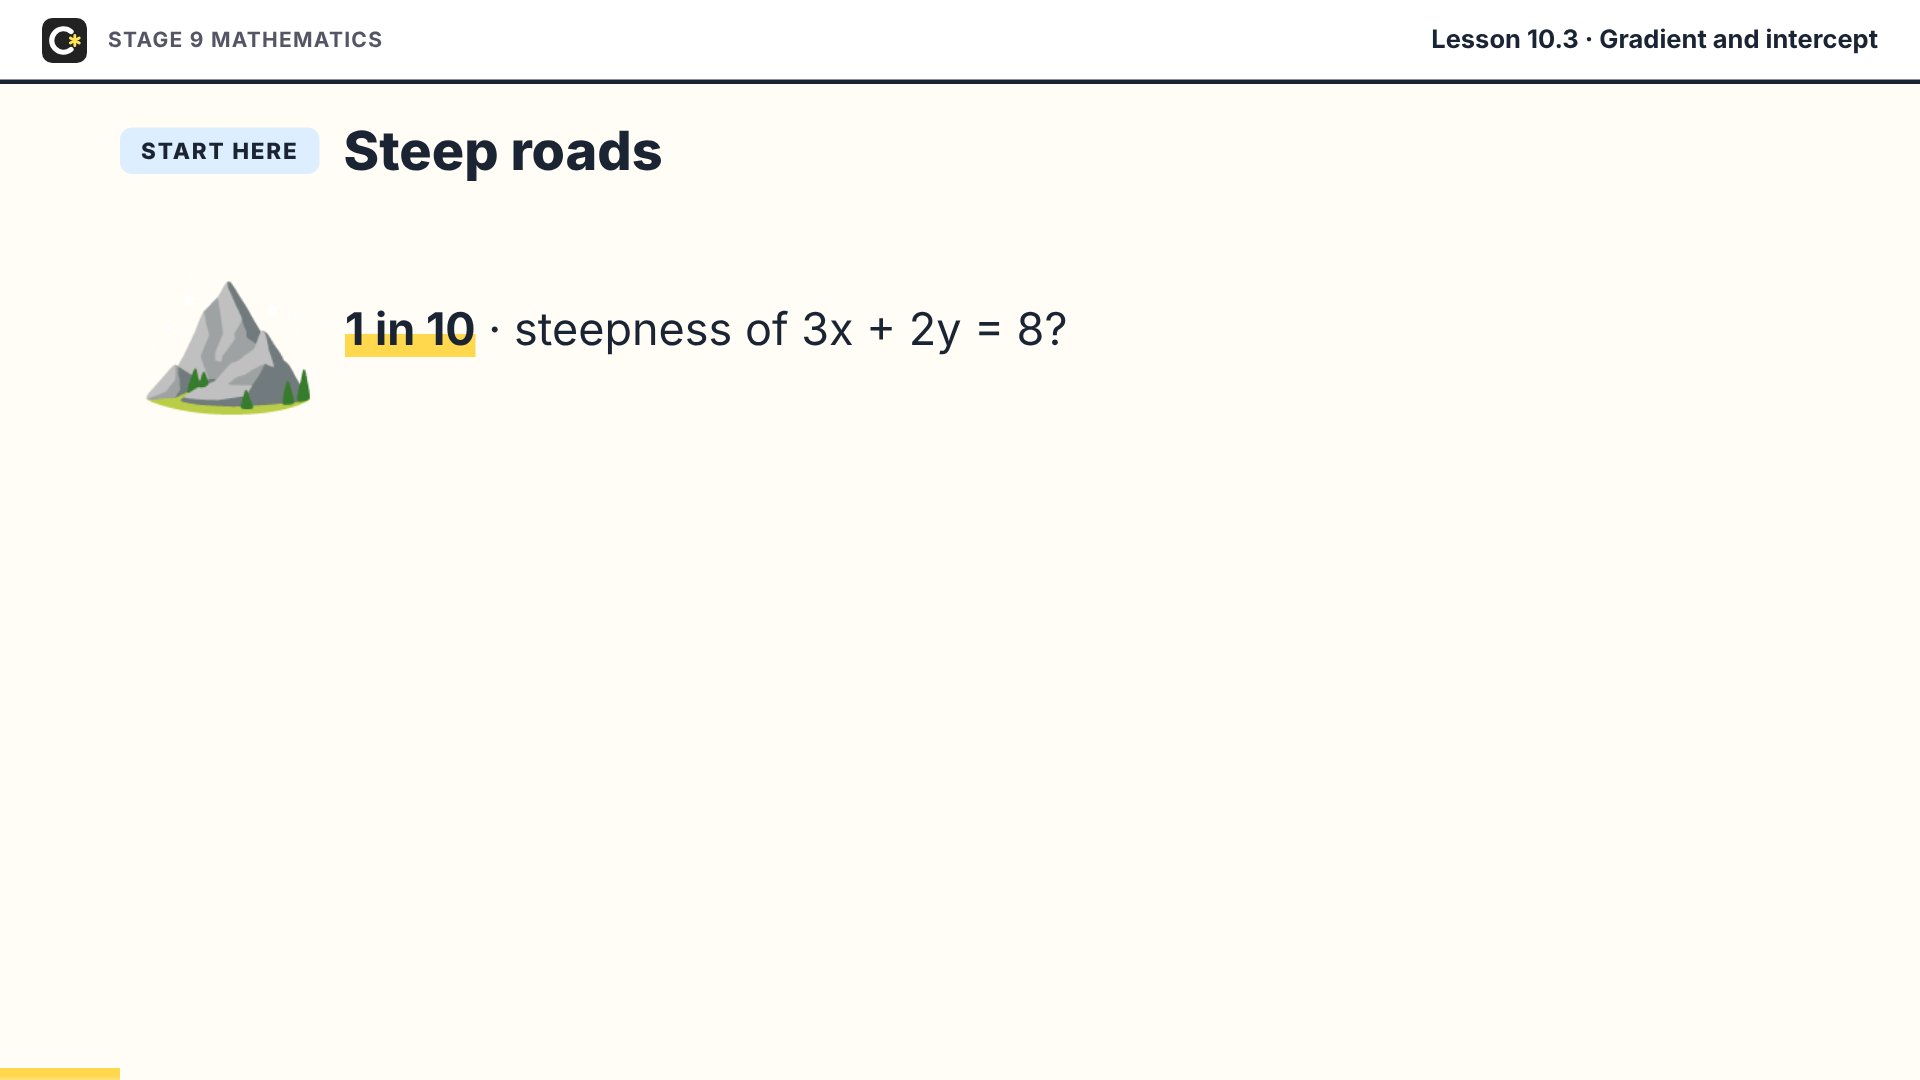 STAGE 9 MATHEMATICS
Lesson 10.3 · Gradient and intercept
START HERE
Steep roads
1 in 10 · steepness of 3x + 2y = 8?